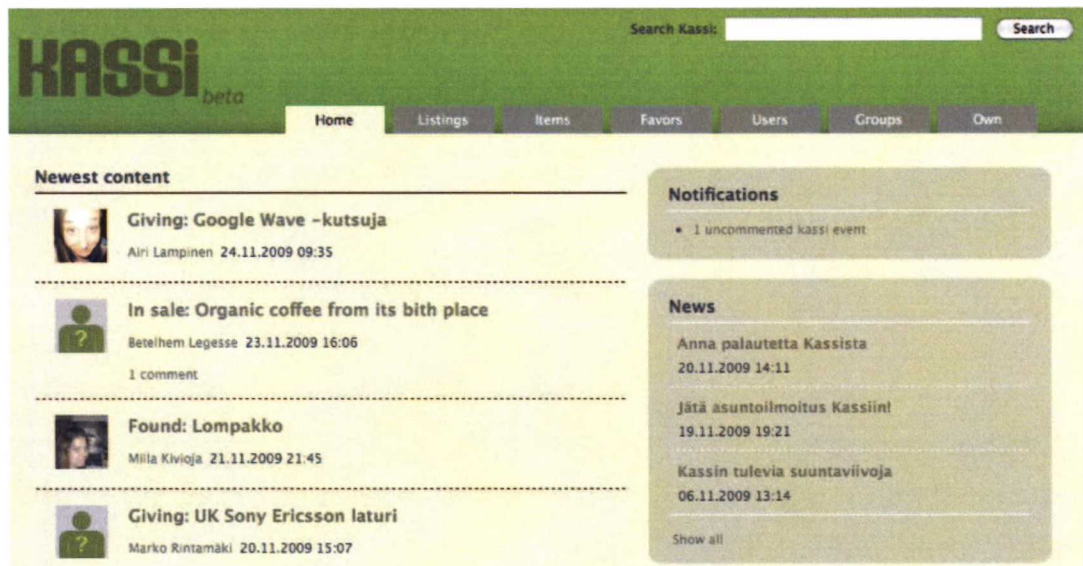 Search Kassi:
Search
KASSi beta
Home
Listings
Items
Favors
Users
Groups
Own
Newest content
Giving: Google Wave -kutsuja
Airi Lampinen 24.11.2009 09:35
In sale: Organic coffee from its bith place
Betelhem Legesse 23.11.2009 16:06
1 comment
Found: Lompakko
Milla Kivioja 21.11.2009 21:45
Giving: UK Sony Ericsson laturi
Marko Rintamäki 20.11.2009 15:07
Notifications
• 1 uncommented kassi event
News
Anna palautetta Kassista
20.11.2009 14:11
Jätä asuntoilmoitus Kassiin!
19.11.2009 19:21
Kassin tulevia suuntaviivoja
06.11.2009 13:14
Show all